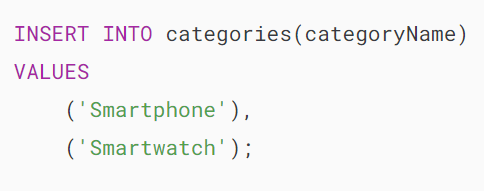 INSERT INTO categories(categoryName)
VALUES
    ('Smartphone'),
    ('Smartwatch');